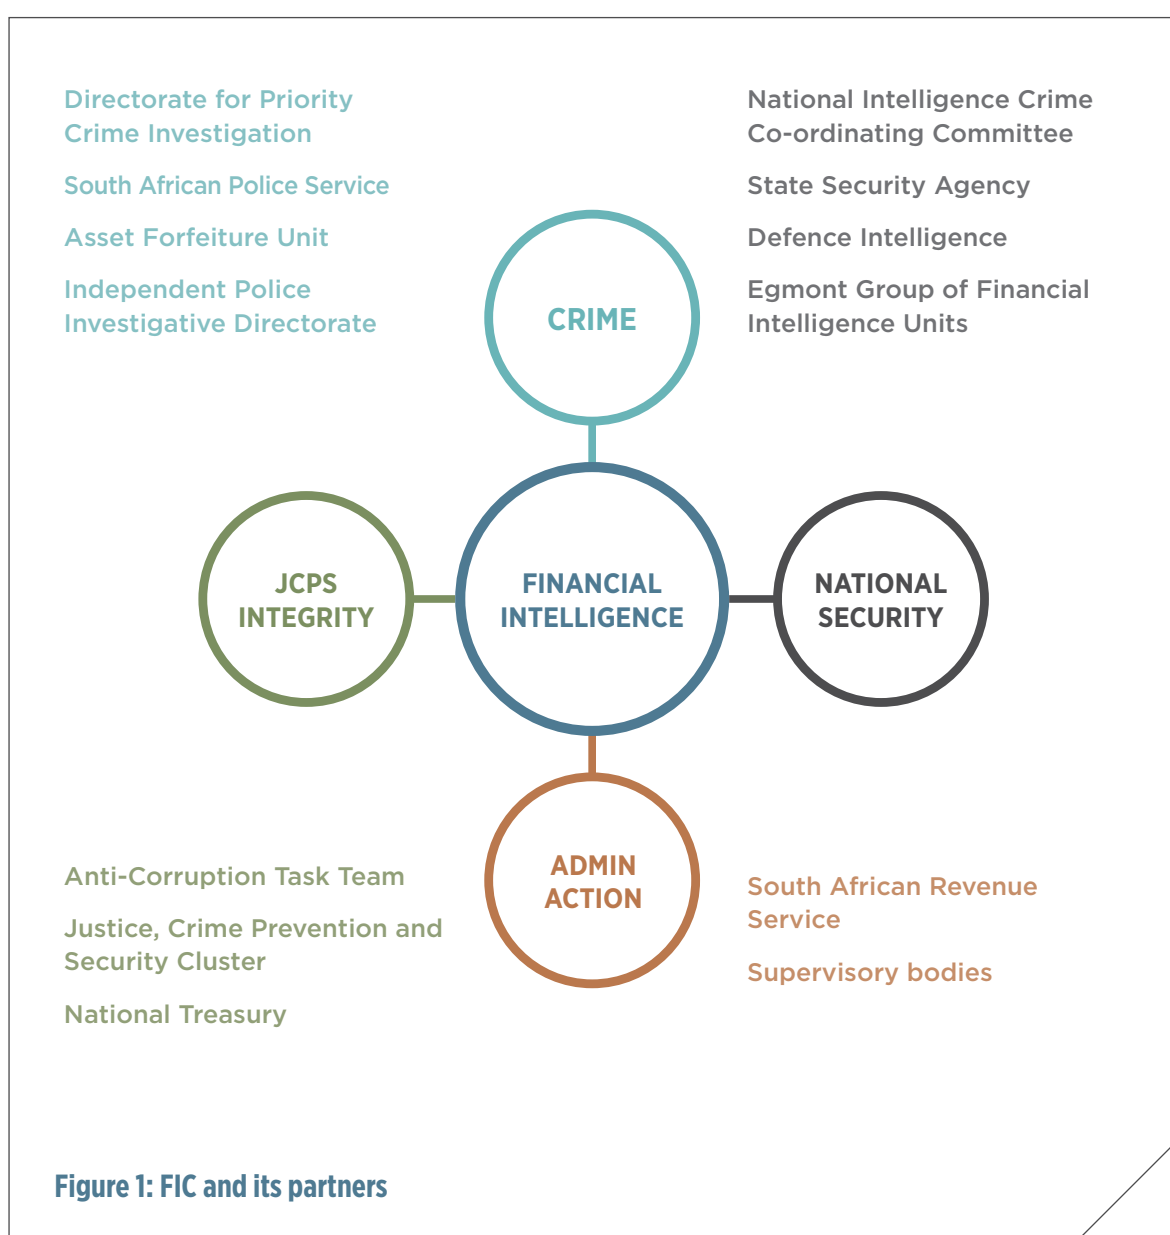 Directorate for Priority
Crime Investigation
South African Police Service
Asset Forfeiture Unit
Independent Police
Investigative Directorate
National Intelligence Crime
Co-ordinating Committee
State Security Agency
Defence Intelligence
Egmont Group of Financial
Intelligence Units
CRIME
JCPS
INTEGRITY
FINANCIAL
INTELLIGENCE
NATIONAL
SECURITY
ADMIN
ACTION
Anti-Corruption Task Team
Justice, Crime Prevention and
Security Cluster
National Treasury
South African Revenue
Service
Supervisory bodies
Figure 1: FIC and its partners